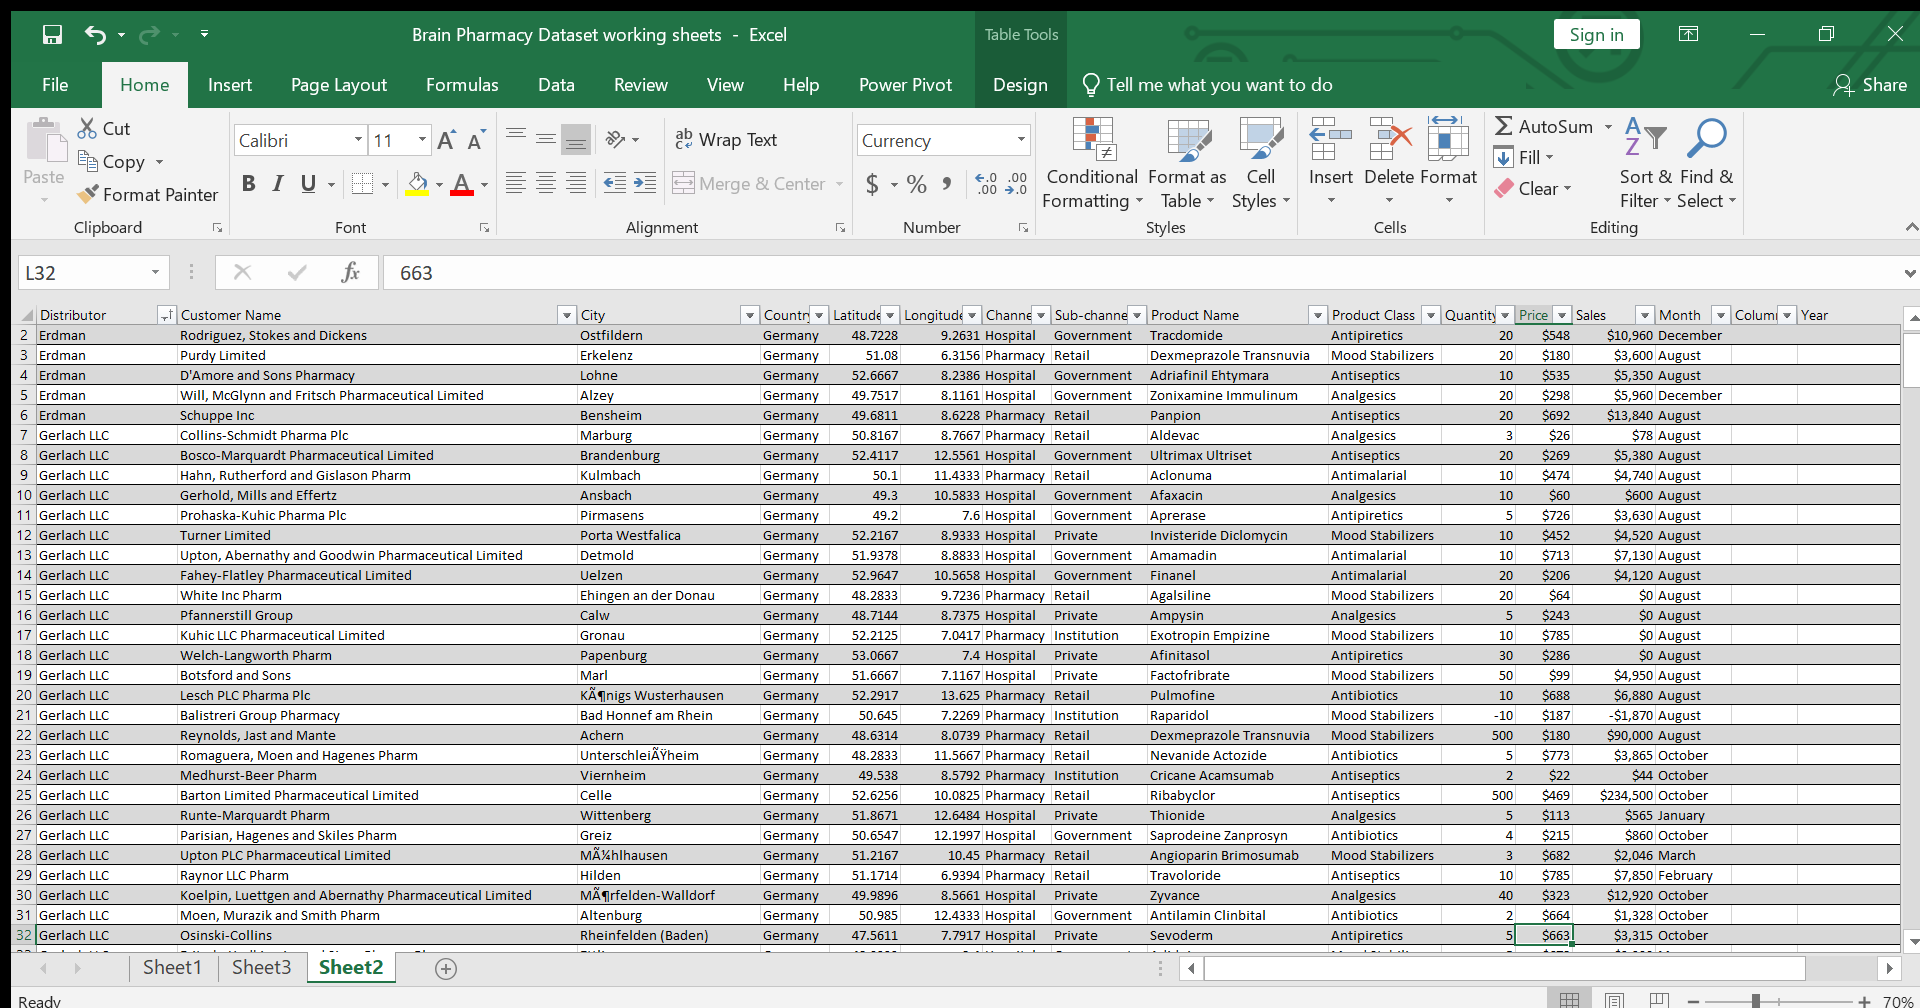 Brain Pharmacy Dataset working sheets - Excel
Table Tools
Sign in
File Home Insert Page Layout Formulas Data Review View Help Power Pivot Design Tell me what you want to do Share
Paste
Cut
Copy
Format Painter
Clipboard
Calibri 11
B I U
Font
Wrap Text
Merge & Center
Alignment
Currency
$ % ,
Number
Conditional Formatting
Format as Table
Cell Styles
Styles
Insert Delete Format
Cells
AutoSum
Fill
Clear
Sort & Filter
Find & Select
Editing
L32 fx 663
Distributor Customer Name City Country Latitude Longitude Channe Sub-channe Product Name Product Class Quantity Price Sales Month Colum Year
2 Erdman Rodriguez, Stokes and Dickens Ostfildern Germany 48.7228 9.2631 Hospital Government Tracdomide Antipiretics 20 $548 $10,960 December
3 Erdman Purdy Limited Erkelenz Germany 51.08 6.3156 Pharmacy Retail Dexmeprazole Transnuvia Mood Stabilizers 20 $180 $3,600 August
4 Erdman D'Amore and Sons Pharmacy Lohne Germany 52.6667 8.2386 Hospital Government Adriafinil Ehtymara Antiseptics 10 $535 $5,350 August
5 Erdman Will, McGlynn and Fritsch Pharmaceutical Limited Alzey Germany 49.7517 8.1161 Hospital Government Zonixamine Immulinum Analgesics 20 $298 $5,960 December
6 Erdman Schuppe Inc Bensheim Germany 49.6811 8.6228 Pharmacy Retail Panpion Antiseptics 20 $692 $13,840 August
7 Gerlach LLC Collins-Schmidt Pharma Plc Marburg Germany 50.8167 8.7667 Pharmacy Retail Aldevac Analgesics 3 $26 $78 August
8 Gerlach LLC Bosco-Marquardt Pharmaceutical Limited Brandenburg Germany 52.4117 12.5561 Hospital Government Ultrimax Ultriset Antiseptics 20 $269 $5,380 August
9 Gerlach LLC Hahn, Rutherford and Gislason Pharm Kulmbach Germany 50.1 11.4333 Pharmacy Retail Aclonuma Antimalarial 10 $474 $4,740 August
10 Gerlach LLC Gerhold, Mills and Effertz Ansbach Germany 49.3 10.5833 Hospital Government Afaxacin Analgesics 10 $60 $600 August
11 Gerlach LLC Prohaska-Kuhic Pharma Plc Pirmasens Germany 49.2 7.6 Hospital Government Aprerase Antipiretics 5 $726 $3,630 August
12 Gerlach LLC Turner Limited Porta Westfalica Germany 52.2167 8.9333 Hospital Private Invisteride Diclomycin Mood Stabilizers 10 $452 $4,520 August
13 Gerlach LLC Upton, Abernathy and Goodwin Pharmaceutical Limited Detmold Germany 51.9378 8.8833 Hospital Government Amamadin Antimalarial 10 $713 $7,130 August
14 Gerlach LLC Fahey-Flatley Pharmaceutical Limited Uelzen Germany 52.9647 10.5658 Hospital Government Finanel Antimalarial 20 $206 $4,120 August
15 Gerlach LLC White Inc Pharm Ehingen an der Donau Germany 48.2833 9.7236 Pharmacy Retail Agalsiline Mood Stabilizers 20 $64 $0 August
16 Gerlach LLC Pfannerstill Group Calw Germany 48.7144 8.7375 Hospital Private Ampysin Analgesics 5 $243 $0 August
17 Gerlach LLC Kuhic LLC Pharmaceutical Limited Gronau Germany 52.2125 7.0417 Pharmacy Institution Exotropin Empizine Mood Stabilizers 10 $785 $0 August
18 Gerlach LLC Welch-Langworth Pharm Papenburg Germany 53.0667 7.4 Hospital Private Afinitasol Antipiretics 30 $286 $0 August
19 Gerlach LLC Botsford and Sons Marl Germany 51.6667 7.1167 Hospital Private Factofribrate Mood Stabilizers 50 $99 $4,950 August
20 Gerlach LLC Lesch PLC Pharma Plc KÃ¶nigs Wusterhausen Germany 52.2917 13.625 Pharmacy Retail Pulmofine Antibiotics 10 $688 $6,880 August
21 Gerlach LLC Balistreri Group Pharmacy Bad Honnef am Rhein Germany 50.645 7.2269 Pharmacy Institution Raparidol Mood Stabilizers -10 $187 -$1,870 August
22 Gerlach LLC Reynolds, Jast and Mante Achern Germany 48.6314 8.0739 Pharmacy Retail Dexmeprazole Transnuvia Mood Stabilizers 500 $180 $90,000 August
23 Gerlach LLC Romaguera, Moen and Hagenes Pharm UnterschleiÃŸheim Germany 48.2833 11.5667 Pharmacy Retail Nevanide Actozide Antibiotics 5 $773 $3,865 October
24 Gerlach LLC Medhurst-Beer Pharm Viernheim Germany 49.538 8.5792 Pharmacy Institution Cricane Acamsumab Antiseptics 2 $22 $44 October
25 Gerlach LLC Barton Limited Pharmaceutical Limited Celle Germany 52.6256 10.0825 Pharmacy Retail Ribabyclor Antiseptics 500 $469 $234,500 October
26 Gerlach LLC Runte-Marquardt Pharm Wittenberg Germany 51.8671 12.6484 Hospital Private Thionide Analgesics 5 $113 $565 January
27 Gerlach LLC Parisian, Hagenes and Skiles Pharm Greiz Germany 50.6547 12.1997 Hospital Government Saprodeine Zanprosyn Antibiotics 4 $215 $860 October
28 Gerlach LLC Upton PLC Pharmaceutical Limited MÃ¼hlhausen Germany 51.2167 10.45 Pharmacy Retail Angioparin Brimosumab Mood Stabilizers 3 $682 $2,046 March
29 Gerlach LLC Raynor LLC Pharm Hilden Germany 51.1714 6.9394 Pharmacy Retail Travoloride Antiseptics 10 $785 $7,850 February
30 Gerlach LLC Koelpin, Luettgen and Abernathy Pharmaceutical Limited MÃ¶rfelden-Walldorf Germany 49.9896 8.5661 Hospital Private Zyvance Analgesics 40 $323 $12,920 October
31 Gerlach LLC Moen, Murazik and Smith Pharm Altenburg Germany 50.985 12.4333 Hospital Government Antilamin Clinbital Antibiotics 2 $664 $1,328 October
32 Gerlach LLC Osinski-Collins Rheinfelden (Baden) Germany 47.5611 7.7917 Hospital Private Sevoderm Antipiretics 5 $663 $3,315 October
Sheet1 Sheet3 Sheet2
Ready 70%